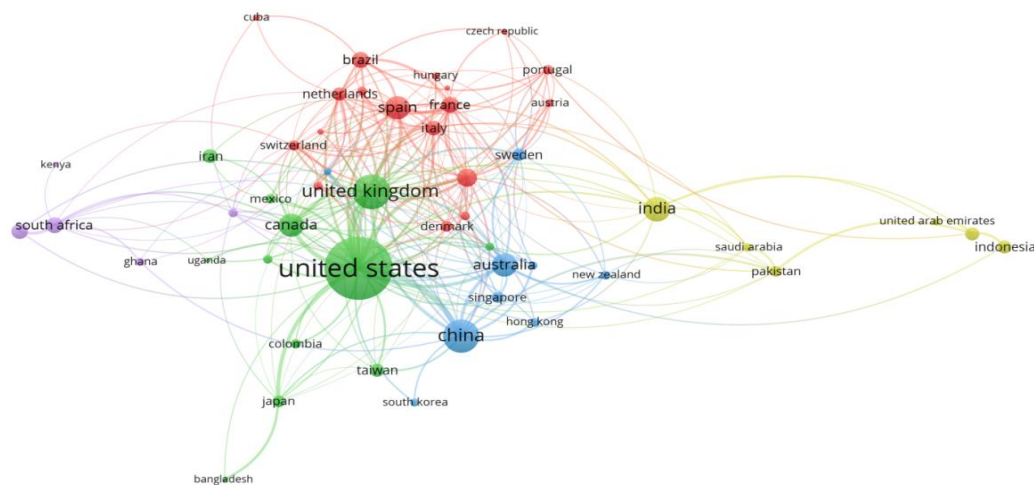 cuba
czech republic
brazil
hungary
portugal
netherlands
spain
france
austria
italy
switzerland
iran
sweden
kenya
united kingdom
mexico
india
south africa
canada
denmark
united arab emirates
indonesia
saudi arabia
ghana
uganda
united states
australia
new zealand
pakistan
singapore
hong kong
china
colombia
taiwan
japan
south korea
bangladesh